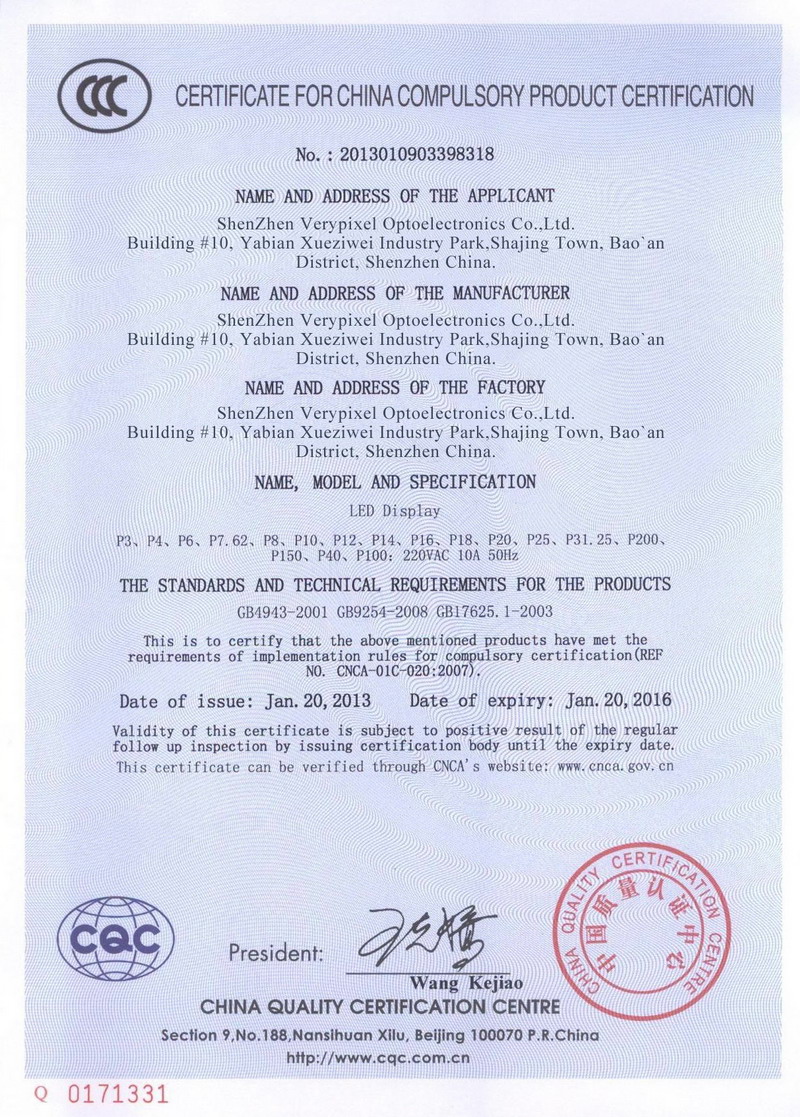 CCC
CERTIFICATE FOR CHINA COMPULSORY PRODUCT CERTIFICATION
No. : 2013010903398318
NAME AND ADDRESS OF THE APPLICANT
ShenZhen Verypixel Optoelectronics Co.,Ltd.
Building #10, Yabian Xueziwei Industry Park,Shajing Town, Bao`an
District, Shenzhen China.
NAME AND ADDRESS OF THE MANUFACTURER
ShenZhen Verypixel Optoelectronics Co.,Ltd.
Building #10, Yabian Xueziwei Industry Park,Shajing Town, Bao`an
District, Shenzhen China.
NAME AND ADDRESS OF THE FACTORY
ShenZhen Verypixel Optoelectronics Co.,Ltd.
Building #10, Yabian Xueziwei Industry Park,Shajing Town, Bao`an
District, Shenzhen China.
NAME, MODEL AND SPECIFICATION
LED Display
P3、P4、P6、P7.62、P8、P10、P12、P14、P16、P18、P20、P25、P31.25、P200、
P150、P40、P100: 220VAC 10A 50Hz
THE STANDARDS AND TECHNICAL REQUIREMENTS FOR THE PRODUCTS
GB4943-2001 GB9254-2008 GB17625.1-2003
This is to certify that the above mentioned products have met the
requirements of implementation rules for compulsory certification(REF
NO. CNCA-01C-020:2007).
Date of issue: Jan.20,2013 Date of expiry: Jan.20,2016
Validity of this certificate is subject to positive result of the regular
follow up inspection by issuing certification body until the expiry date.
This certificate can be verified through CNCA's website: www.cnca.gov.cn
CHINA QUALITY CERTIFICATION CENTRE
中国质量认证中心
CQC
President: 王克娇
Wang Kejiao
CHINA QUALITY CERTIFICATION CENTRE
Section 9,No.188,Nansihuan Xilu, Beijing 100070 P.R.China
http://www.cqc.com.cn
Q 0171331